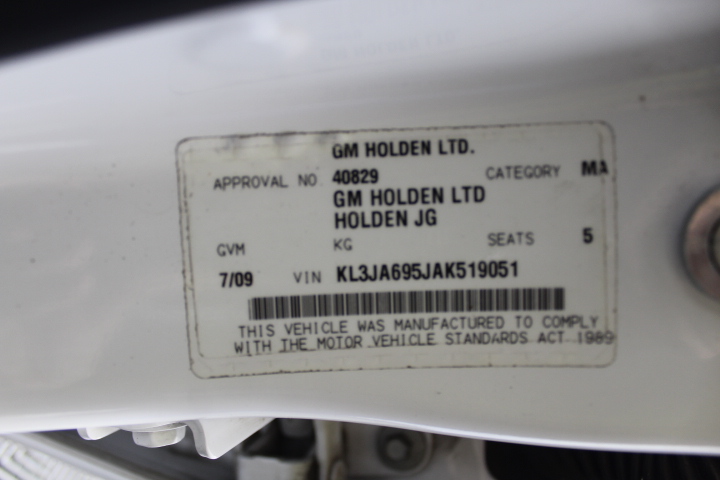 GM HOLDEN LTD.
APPROVAL NO 40829 CATEGORY MA
GM HOLDEN LTD
HOLDEN JG
GVM KG SEATS 5
7/09 VIN KL3JA695JAK519051
THIS VEHICLE WAS MANUFACTURED TO COMPLY
WITH THE MOTOR VEHICLE STANDARDS ACT 1989